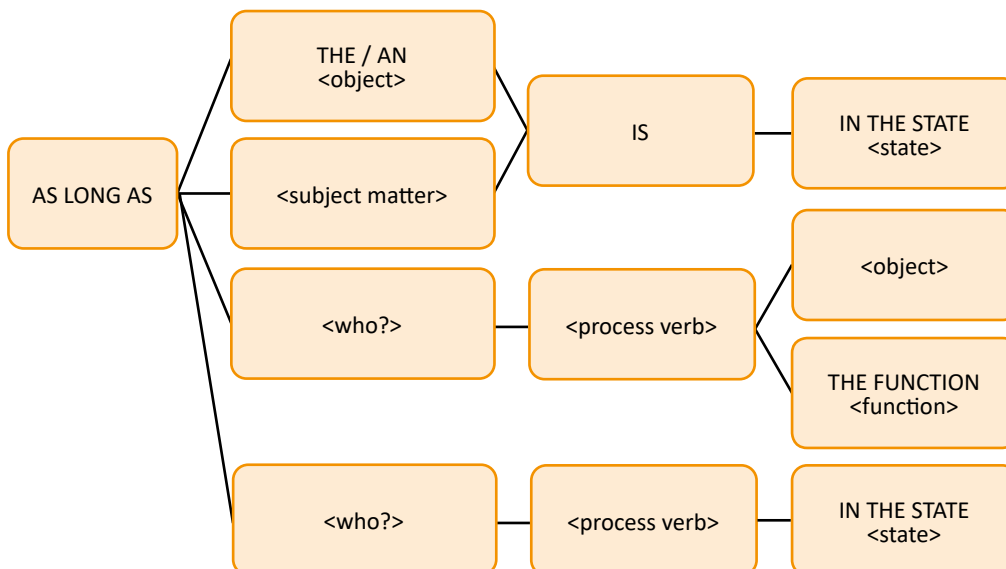 THE / AN
<object>
IS
IN THE STATE
<state>
AS LONG AS
<subject matter>
<object>
<who?>
<process verb>
THE FUNCTION
<function>
<who?>
<process verb>
IN THE STATE
<state>